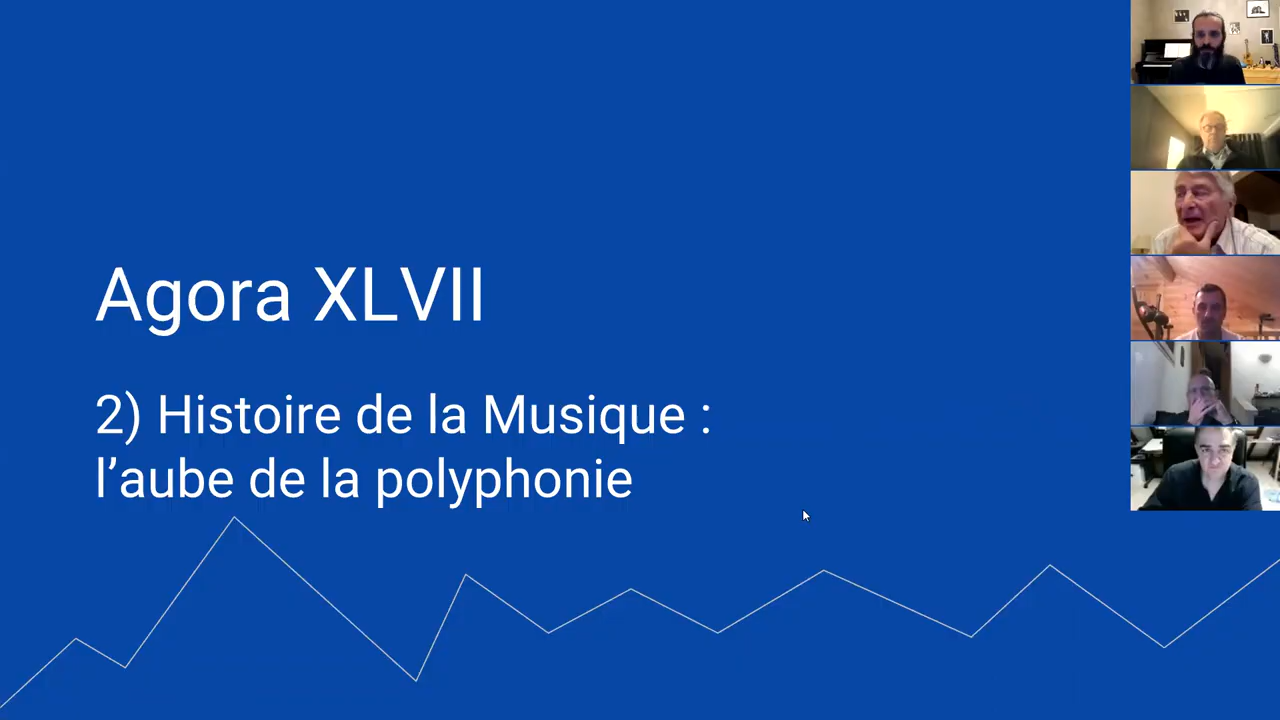 Agora XLVII
2) Histoire de la Musique :
l’aube de la polyphonie